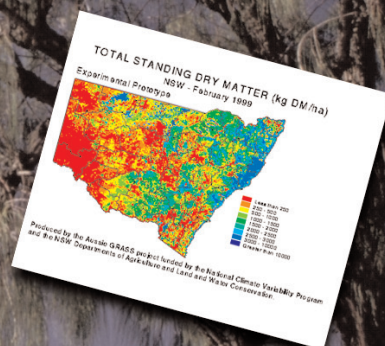 TOTAL STANDING DRY MATTER (kg DM/ha)
NSW - February 1999
Experimental Prototype
Less than 250
250 - 500
500 - 1000
1000 - 1500
1500 - 2000
2000 - 2500
2500 - 3000
3000 - 10000
Greater than 10000
Produced by the Aussie GRASS project funded by the National Climate Variability Program
and the NSW Departments of Agriculture and Land and Water Conservation.